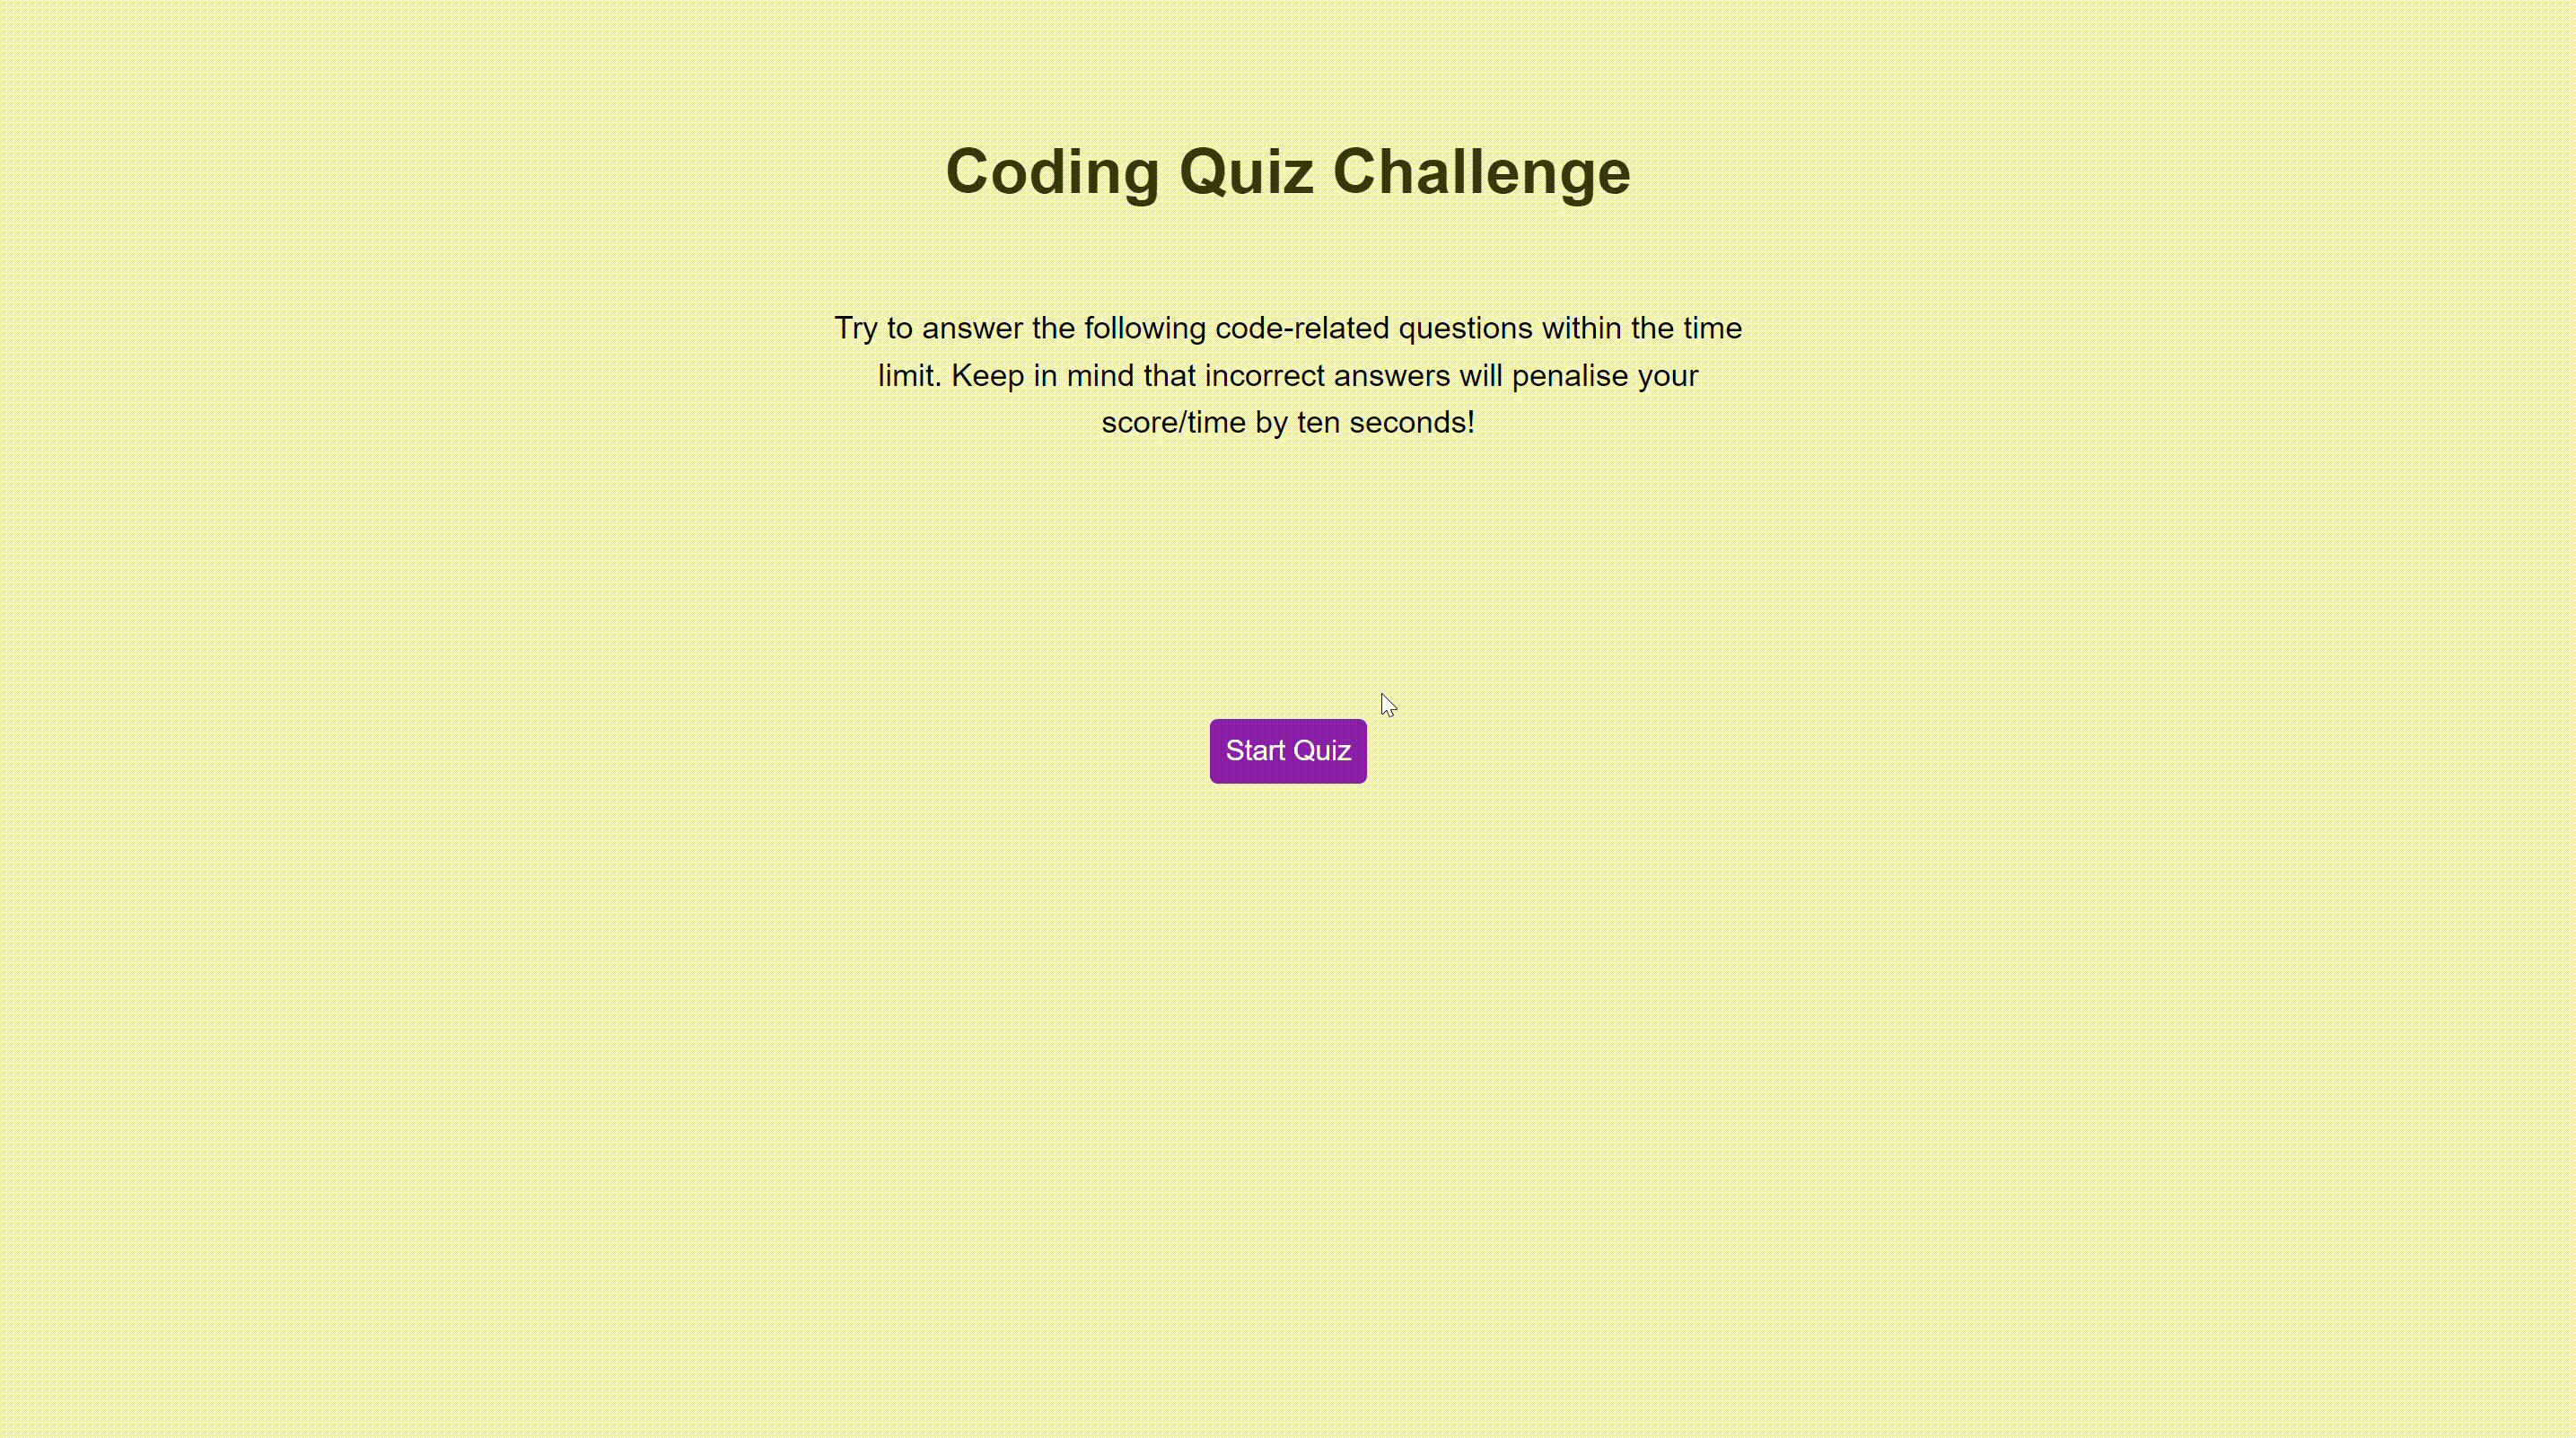 Coding Quiz Challenge
Try to answer the following code-related questions within the time
limit. Keep in mind that incorrect answers will penalise your
score/time by ten seconds!
Start Quiz